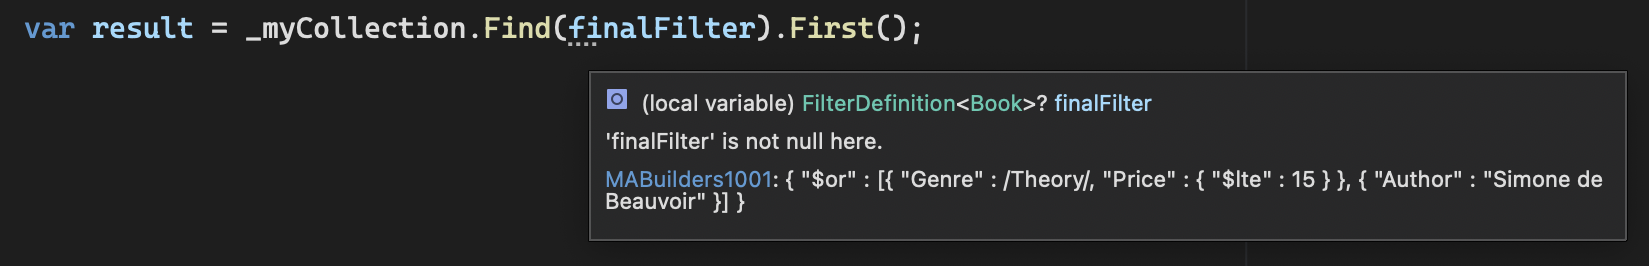 var result = _myCollection.Find(finalFilter).First();
(local variable) FilterDefinition<Book>? finalFilter
'finalFilter' is not null here.
MABuilders1001: { "$or" : [{ "Genre" : /Theory/, "Price" : { "$lte" : 15 } }, { "Author" : "Simone de
Beauvoir" }] }